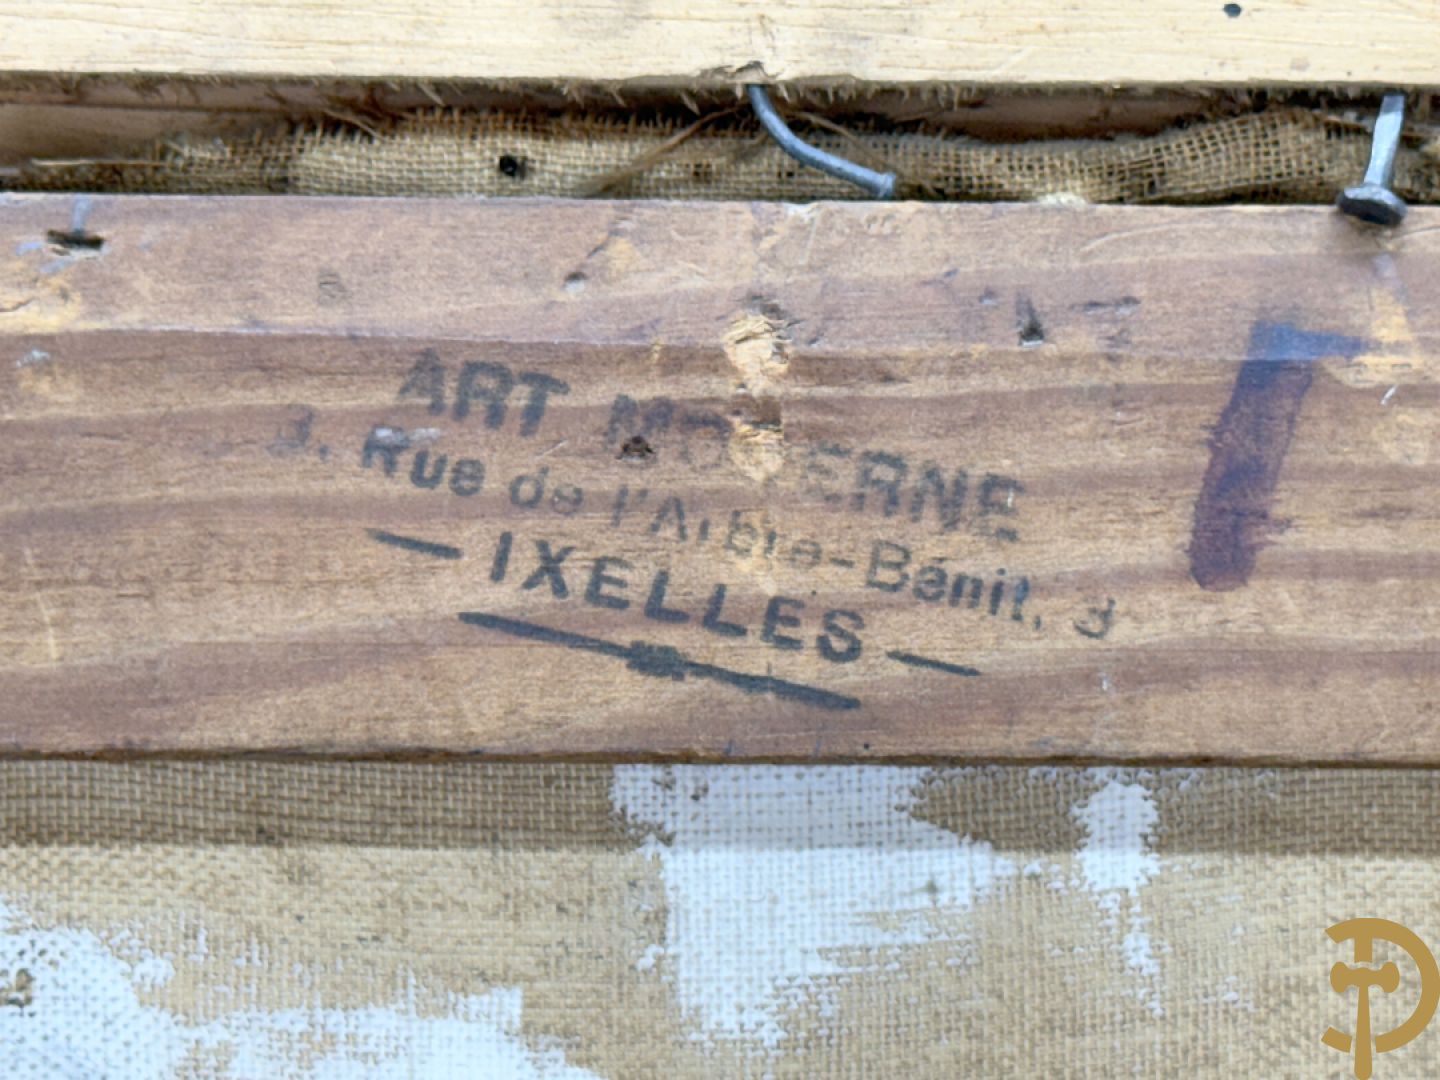 ART MODERNE
3, Rue de l'Arbre-Bénit, 3
— IXELLES —